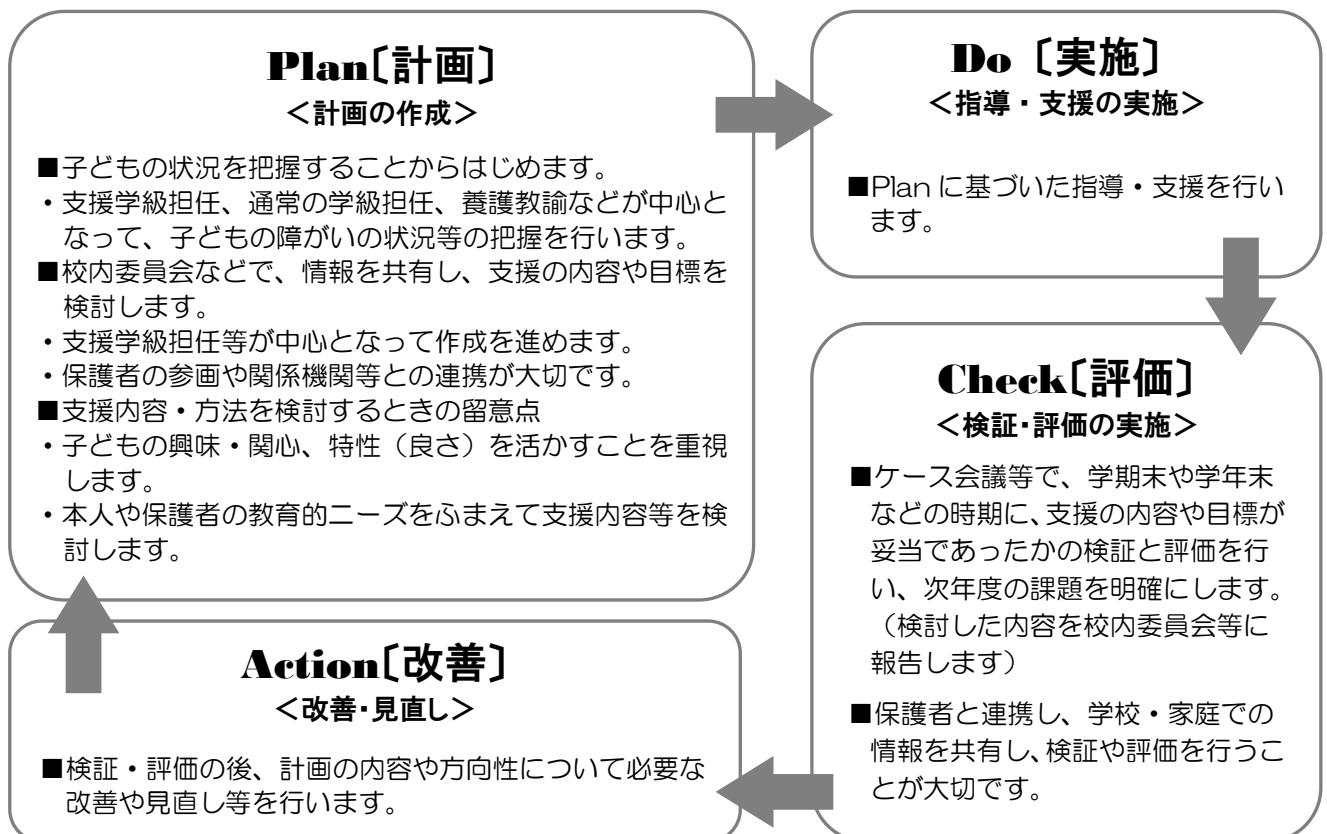 Plan〔計画〕
＜計画の作成＞
■子どもの状況を把握することからはじめます。
・支援学級担任、通常の学級担任、養護教諭などが中心と
なって、子どもの障がいの状況等の把握を行います。
■校内委員会などで、情報を共有し、支援の内容や目標を
検討します。
・支援学級担任等が中心となって作成を進めます。
・保護者の参画や関係機関等との連携が大切です。
■支援内容・方法を検討するときの留意点
・子どもの興味・関心、特性（良さ）を活かすことを重視
します。
・本人や保護者の教育的ニーズをふまえて支援内容等を検
討します。
Do〔実施〕
＜指導・支援の実施＞
■Plan に基づいた指導・支援を行い
ます。
Check〔評価〕
＜検証・評価の実施＞
■ケース会議等で、学期末や学年末
などの時期に、支援の内容や目標が
妥当であったかの検証と評価を行
い、次年度の課題を明確にします。
（検討した内容を校内委員会等に
報告します）
■保護者と連携し、学校・家庭での
情報を共有し、検証や評価を行うこ
とが大切です。
Action〔改善〕
＜改善・見直し＞
■検証・評価の後、計画の内容や方向性について必要な
改善や見直し等を行います。